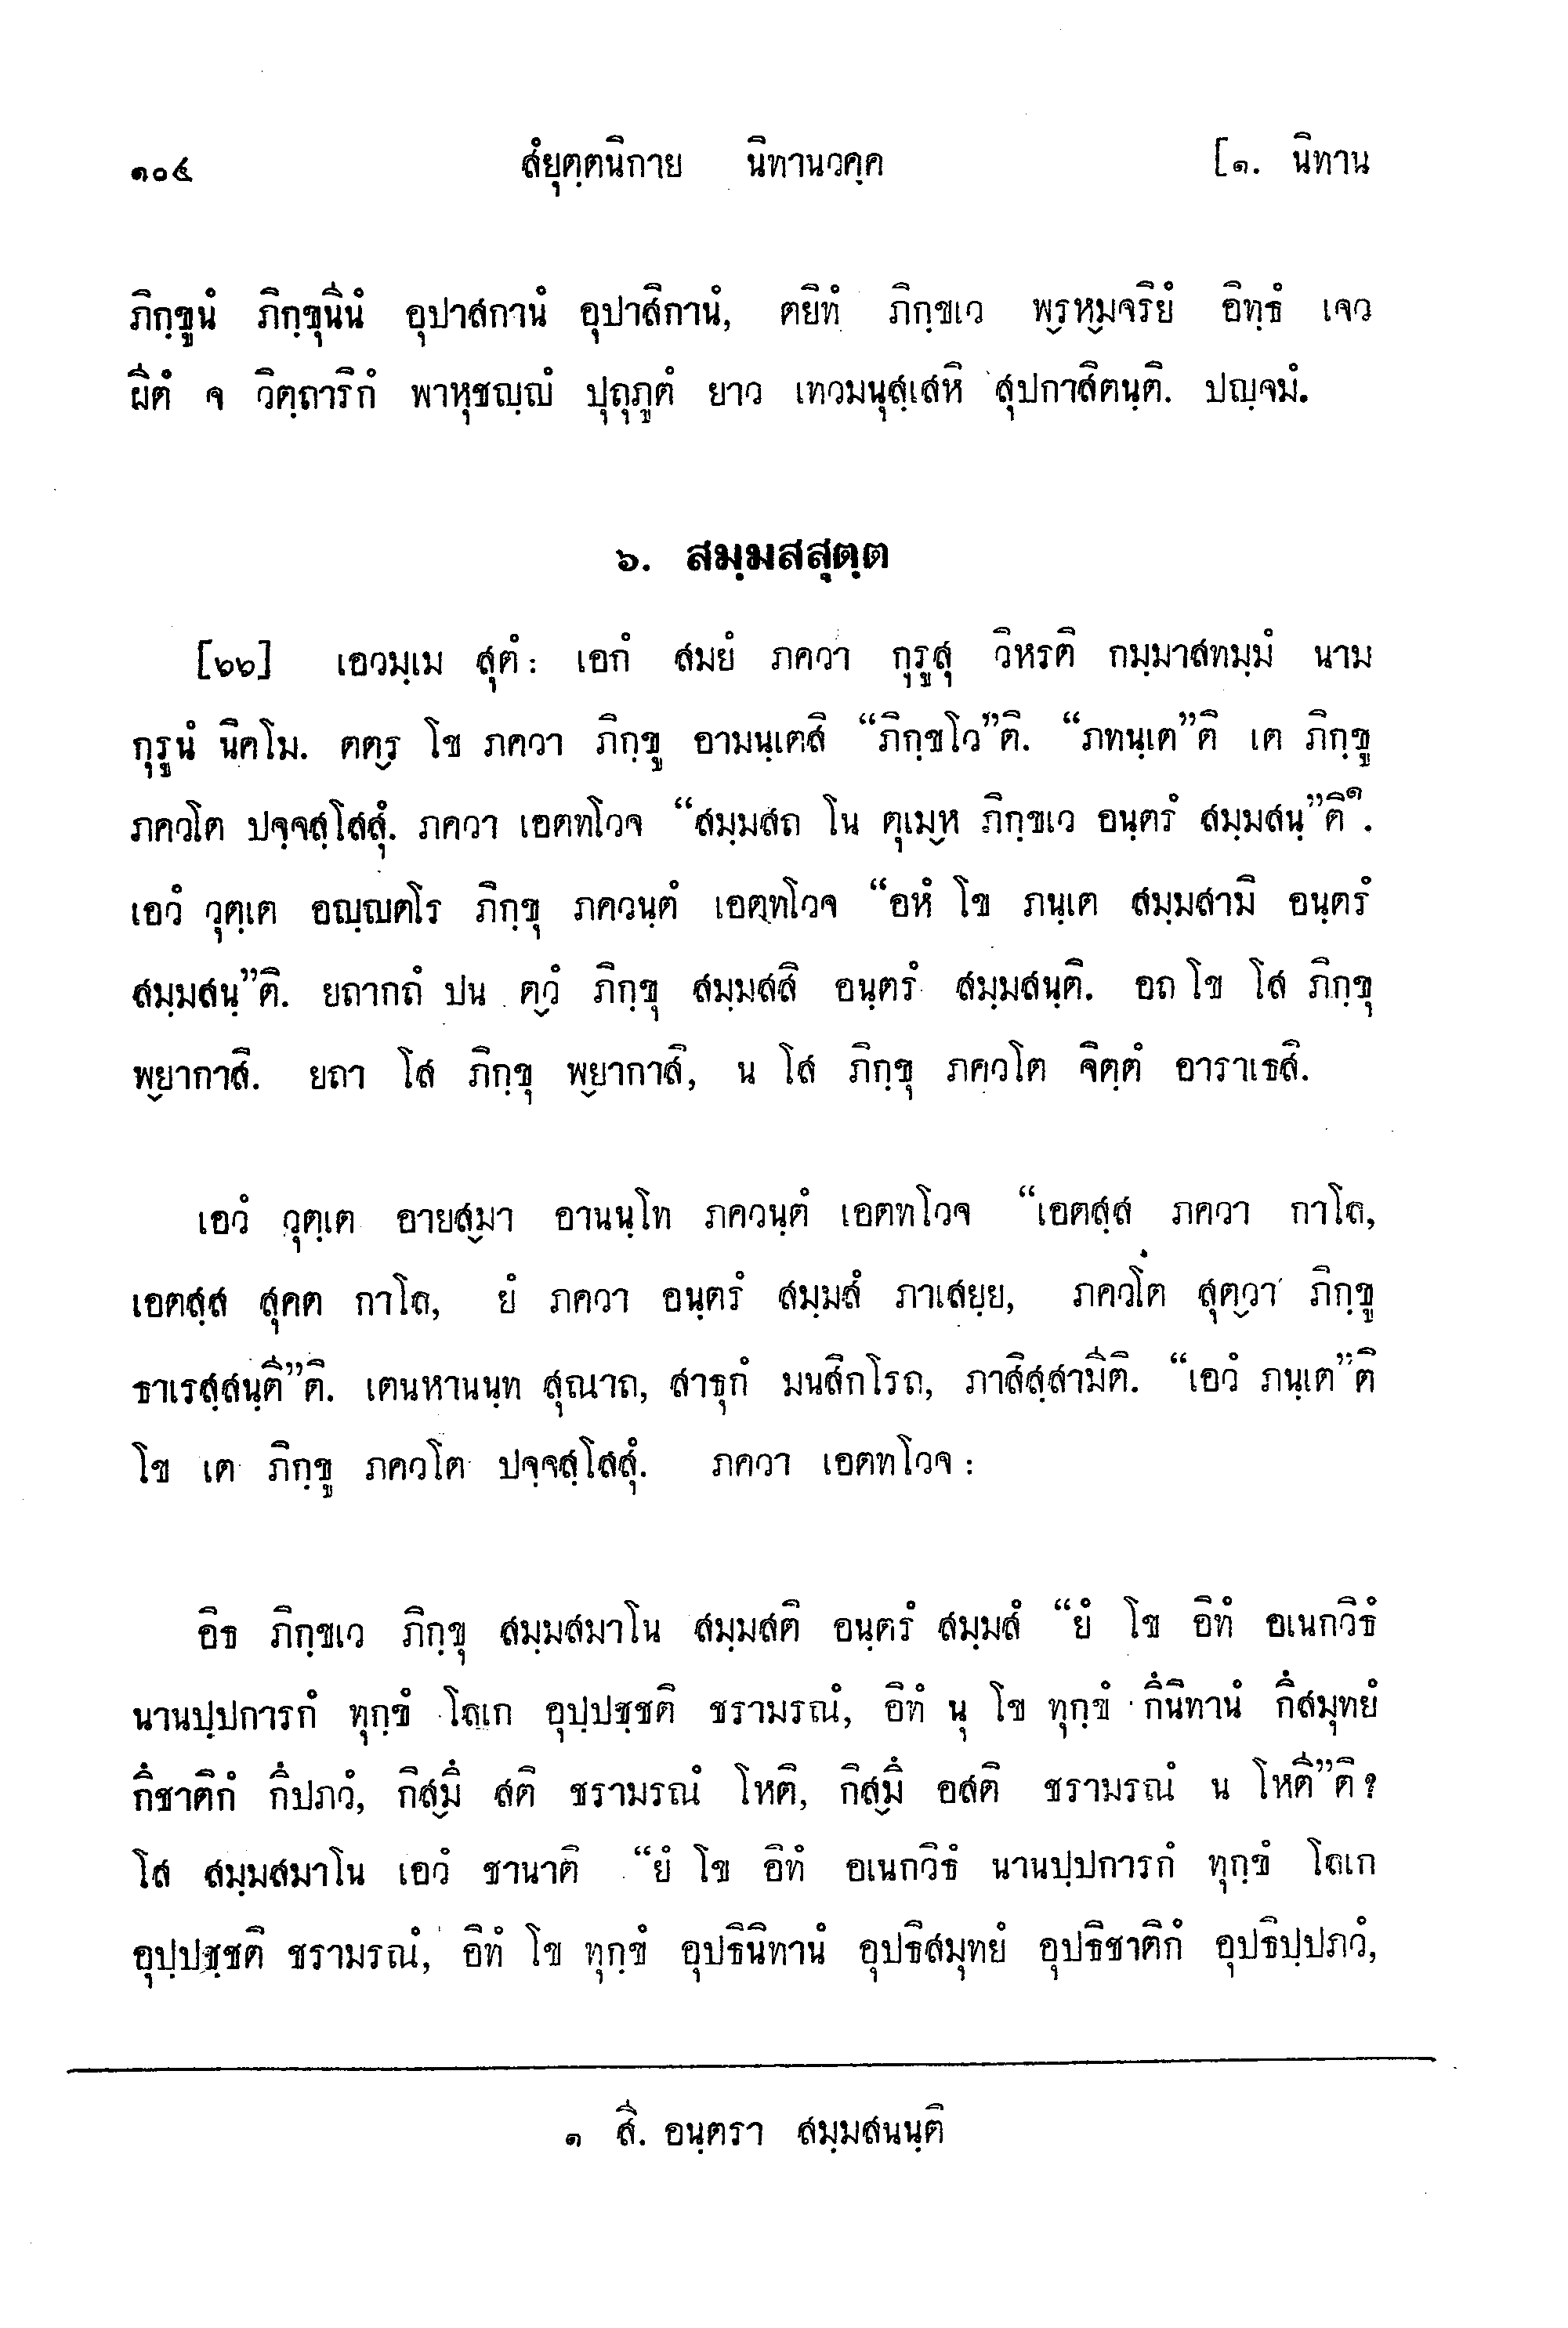 ๑๐๔ สํยุตฺตนิกาย นิทานวคฺค [๑. นิทาน
ภิกฺขูนํ ภิกฺขุนีนํ อุปาสกานํ อุปาสิกานํ, ตยิทํ ภิกฺขเว พ๎รห๎มจริยํ อิทฺธํ เจว
ผีตํ จ วิตฺถาริกํ พาหุชญฺญํ ปุถุภูตํ ยาว เทวมนุสฺเสหิ สุปกาสิตนฺติ. ปญฺจมํ.
๖. สมฺมสสุตฺต
[๖๖] เอวมฺเม สุตํ: เอกํ สมยํ ภควา กุรูสุ วิหรติ กมฺมาสทมฺมํ นาม
กุรูนํ นิคโม. ตต๎ร โข ภควา ภิกฺขู อามนฺเตสิ “ภิกฺขโว”ติ. “ภทนฺเต”ติ เต ภิกฺขู
ภควโต ปจฺจสฺโสสุํ. ภควา เอตทโวจ “สมฺมสถ โน ตุเม๎ห ภิกฺขเว อนฺตรํ สมฺมสนฺ”ติ๑.
เอวํ วุตฺเต อญฺญตโร ภิกฺขุ ภควนฺตํ เอตทโวจ “อหํ โข ภนฺเต สมฺมสามิ อนฺตรํ
สมฺมสนฺ”ติ. ยถากถํ ปน ต๎วํ ภิกฺขุ สมฺมสสิ อนฺตรํ สมฺมสนฺติ. อถ โข โส ภิกฺขุ
พ๎ยากาสิ. ยถา โส ภิกฺขุ พ๎ยากาสิ, น โส ภิกฺขุ ภควโต จิตฺตํ อาราเธสิ.
เอวํ วุตฺเต อายส๎มา อานนฺโท ภควนฺตํ เอตทโวจ “เอตสฺส ภควา กาโล,
เอตสฺส สุคต กาโล, ยํ ภควา อนฺตรํ สมฺมสํ ภาเสยฺย, ภควโต สุต๎วา ภิกฺขู
ธาเรสฺสนฺตี”ติ. เตนหานนฺท สุณาถ, สาธุกํ มนสิกโรถ, ภาสิสฺสามีติ. “เอวํ ภนฺเต”ติ
โข เต ภิกฺขู ภควโต ปจฺจสฺโสสุํ. ภควา เอตทโวจ:
อิธ ภิกฺขเว ภิกฺขุ สมฺมสมาโน สมฺมสติ อนฺตรํ สมฺมสํ “ยํ โข อิทํ อเนกวิธํ
นานปฺปการกํ ทุกฺขํ โลเก อุปฺปชฺชติ ชรามรณํ, อิทํ นุ โข ทุกฺขํ กึนิทานํ กึสมุทยํ
กึชาติกํ กึปภวํ, กิส๎มึ สติ ชรามรณํ โหติ, กิส๎มึ อสติ ชรามรณํ น โหตี”ติ?
โส สมฺมสมาโน เอวํ ชานาติ “ยํ โข อิทํ อเนกวิธํ นานปฺปการกํ ทุกฺขํ โลเก
อุปฺปชฺชติ ชรามรณํ, อิทํ โข ทุกฺขํ อุปธินิทานํ อุปธิสมุทยํ อุปธิชาติกํ อุปธิปฺปภวํ,
๑ สี. อนฺตรา สมฺมสนนฺติ